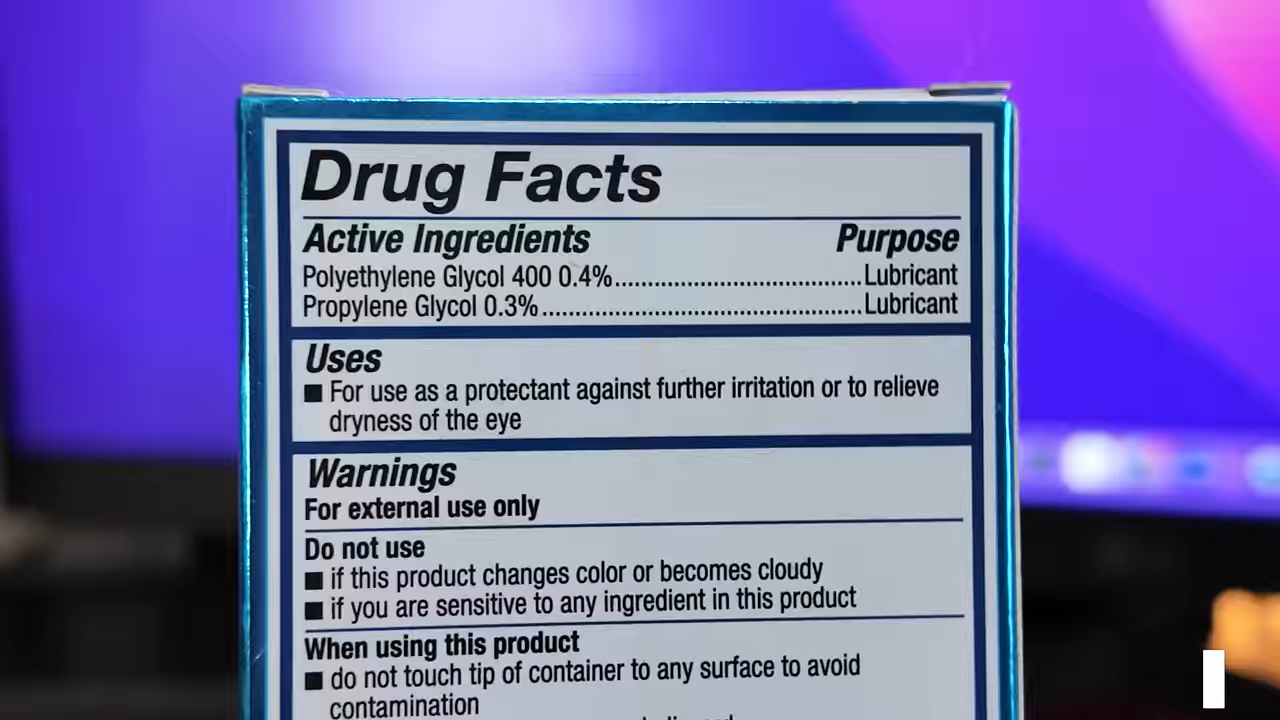 Drug Facts
Active Ingredients Purpose
Polyethylene Glycol 400 0.4%.....................................Lubricant
Propylene Glycol 0.3%................................................Lubricant
Uses
■ For use as a protectant against further irritation or to relieve
dryness of the eye
Warnings
For external use only
Do not use
■ if this product changes color or becomes cloudy
■ if you are sensitive to any ingredient in this product
When using this product
■ do not touch tip of container to any surface to avoid
contamination